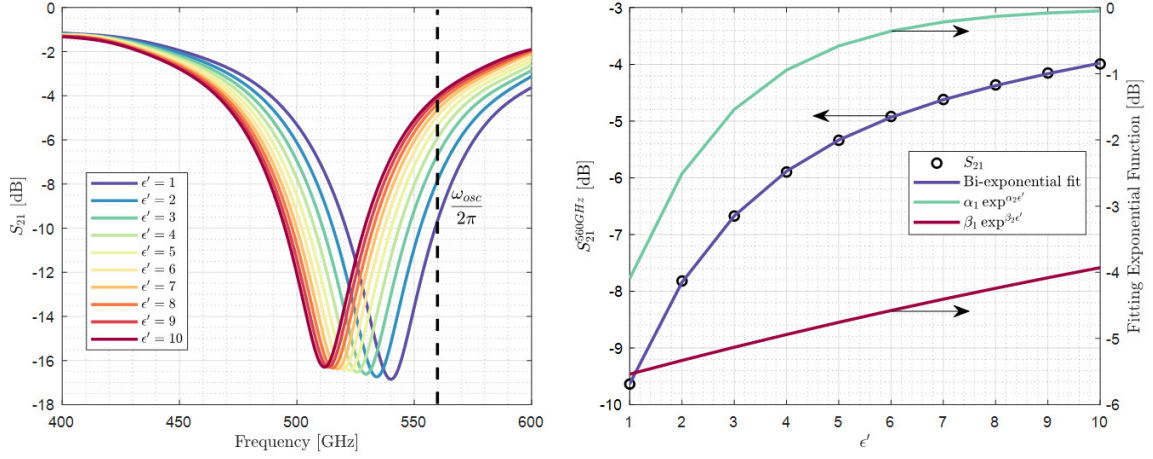 0
-2
-4
-6
-8
-10
-12
-14
-16
-18
S₂₁ [dB]
400
450
500
550
600
Frequency [GHz]
ϵ′ = 1
ϵ′ = 2
ϵ′ = 3
ϵ′ = 4
ϵ′ = 5
ϵ′ = 6
ϵ′ = 7
ϵ′ = 8
ϵ′ = 9
ϵ′ = 10
ω_osc
2π
-3
-4
-5
-6
-7
-8
-9
-10
S₂₁^560GHz [dB]
1
2
3
4
5
6
7
8
9
10
ϵ′
S₂₁
Bi-exponential fit
α₁ exp^α₂ϵ′
β₁ exp^β₂ϵ′
0
-1
-2
-3
-4
-5
-6
Fitting Exponential Function [dB]